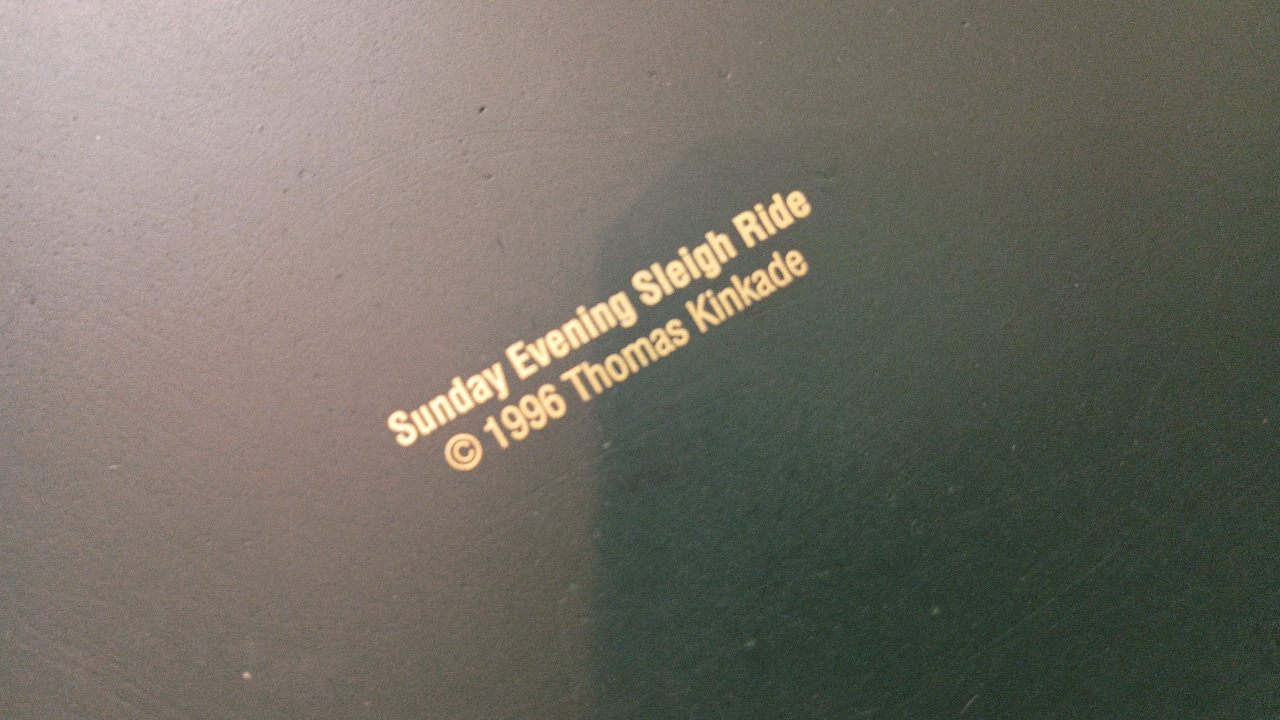 Sunday Evening Sleigh Ride
© 1996 Thomas Kinkade